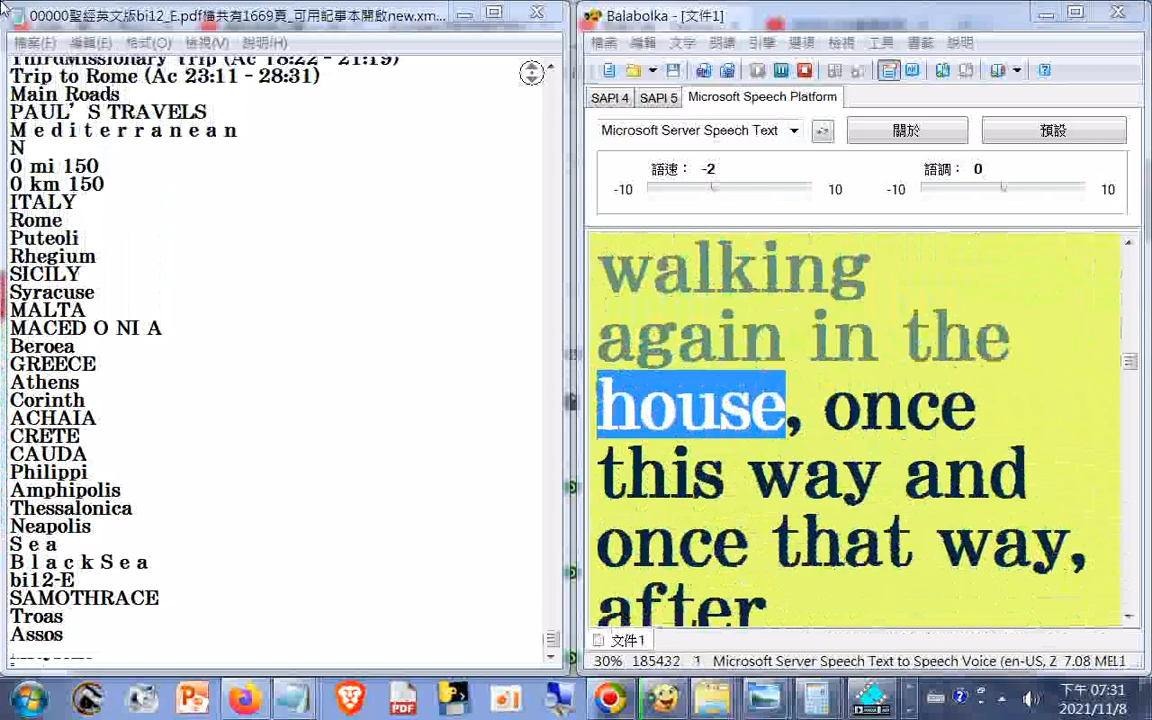 00000聖經英文版bi12_E.pdf檔共有1669頁_可用記事本開啟new.xm...
檔案(F) 編輯(E) 格式(O) 檢視(V) 說明(H)
ThirdMissionary Trip (Ac 18:22 - 21:19)
Trip to Rome (Ac 23:11 - 28:31)
Main Roads
PAUL’S TRAVELS
M e d i t e r r a n e a n
N
0 mi 150
0 km 150
ITALY
Rome
Puteoli
Rhegium
SICILY
Syracuse
MALTA
MACED O NI A
Beroea
GREECE
Athens
Corinth
ACHAIA
CRETE
CAUDA
Philippi
Amphipolis
Thessalonica
Neapolis
S e a
B l a c k S e a
bi12-E
SAMOTHRACE
Troas
Assos
Balabolka - [文件1]
檔案 編輯 文字 朗讀 引擎 選項 檢視 工具 書籤 說明
SAPI 4 SAPI 5 Microsoft Speech Platform
Microsoft Server Speech Text 關於 預設
語速： -2 語調： 0
-10 10 -10 10
walking
again in the
house, once
this way and
once that way,
after
文件1
30% 185432 1 Microsoft Server Speech Text to Speech Voice (en-US, Z 7.08 MEL1
PDF
下午 07:31
2021/11/8